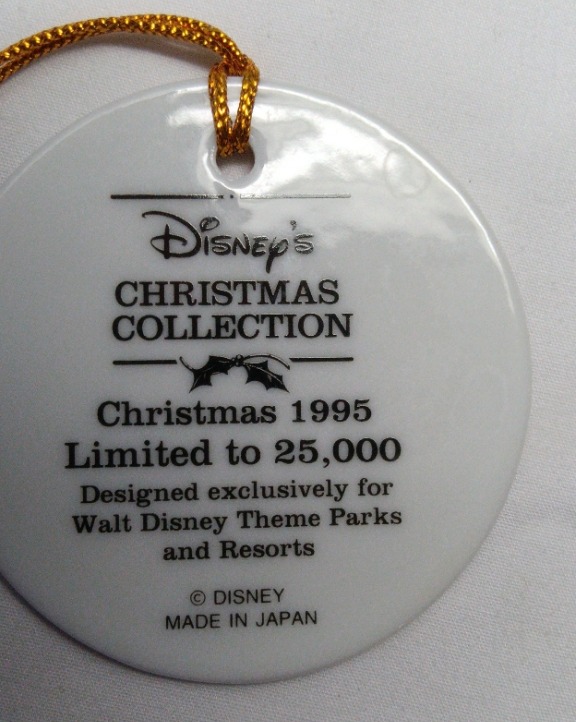 Disney's
CHRISTMAS
COLLECTION
Christmas 1995
Limited to 25,000
Designed exclusively for
Walt Disney Theme Parks
and Resorts
© DISNEY
MADE IN JAPAN